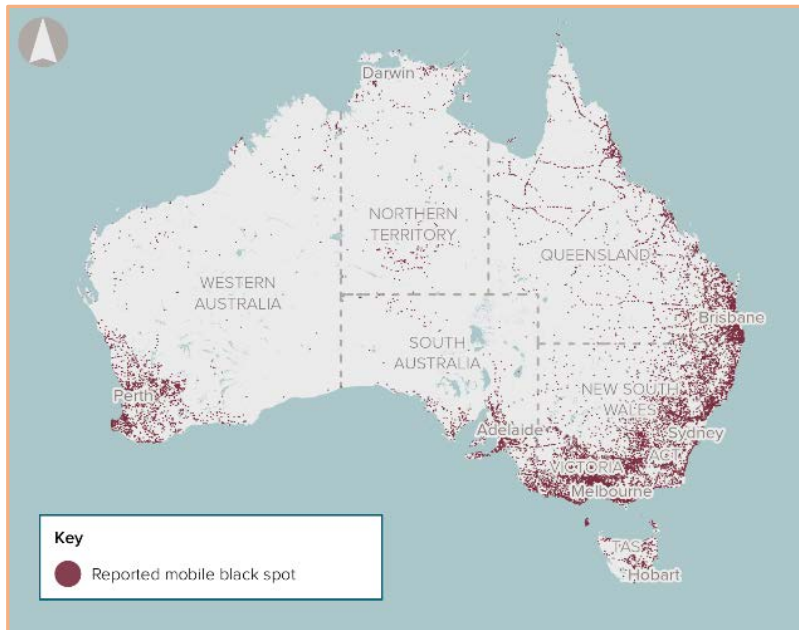 Darwin
NORTHERN
TERRITORY
QUEENSLAND
WESTERN
AUSTRALIA
Brisbane
SOUTH
AUSTRALIA
NEW SOUTH
WALES
Perth
Adelaide
Sydney
ACT
VICTORIA
Melbourne
TAS
Hobart
Key
Reported mobile black spot